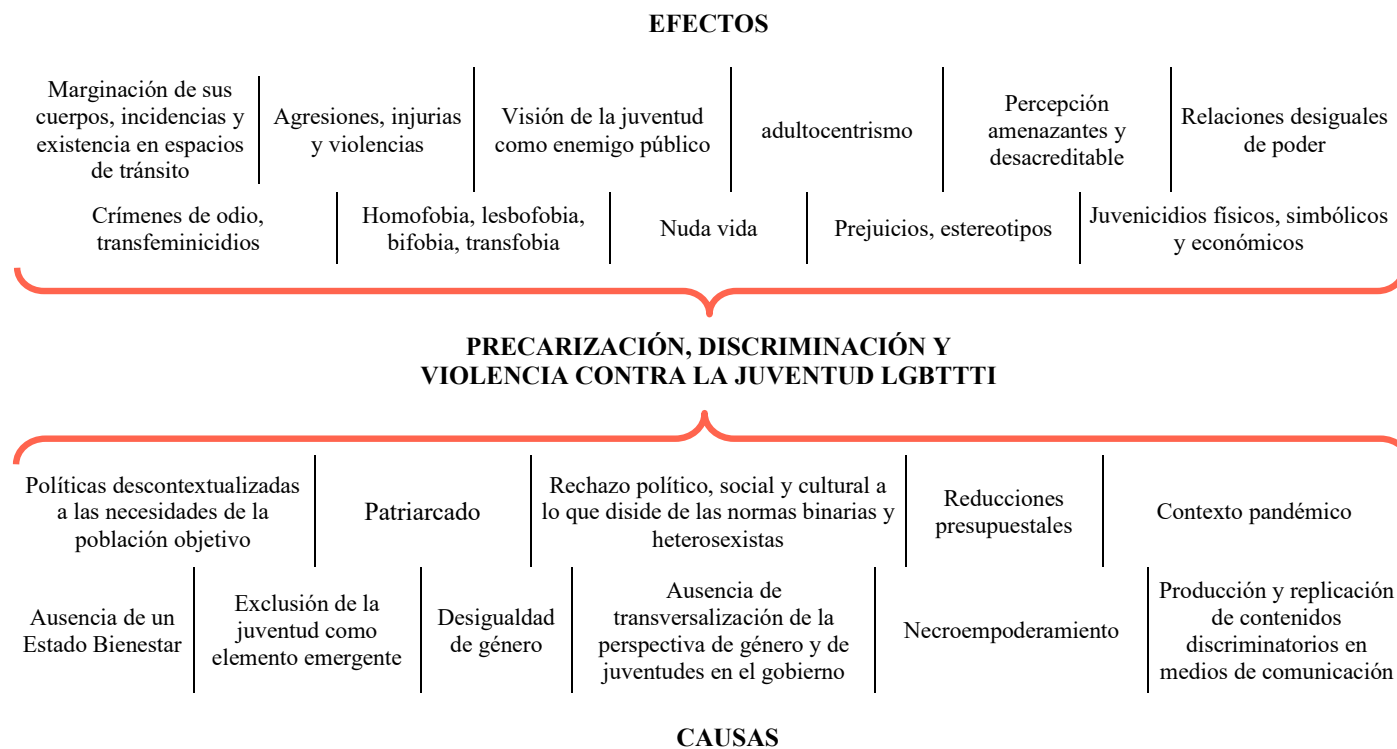 EFECTOS
Marginación de sus
cuerpos, incidencias y
existencia en espacios
de tránsito
Agresiones, injurias
y violencias
Visión de la juventud
como enemigo público
adultocentrismo
Percepción
amenazantes y
desacreditable
Relaciones desiguales
de poder
Crímenes de odio,
transfeminicidios
Homofobia, lesbofobia,
bifobia, transfobia
Nuda vida
Prejuicios, estereotipos
Juvenicidios físicos, simbólicos
y económicos
PRECARIZACIÓN, DISCRIMINACIÓN Y
VIOLENCIA CONTRA LA JUVENTUD LGBTTTI
Políticas descontextualizadas
a las necesidades de la
población objetivo
Patriarcado
Rechazo político, social y cultural a
lo que diside de las normas binarias y
heterosexistas
Reducciones
presupuestales
Contexto pandémico
Ausencia de un
Estado Bienestar
Exclusión de la
juventud como
elemento emergente
Desigualdad
de género
Ausencia de
transversalización de la
perspectiva de género y de
juventudes en el gobierno
Necroempoderamiento
Producción y replicación
de contenidos
discriminatorios en
medios de comunicación
CAUSAS